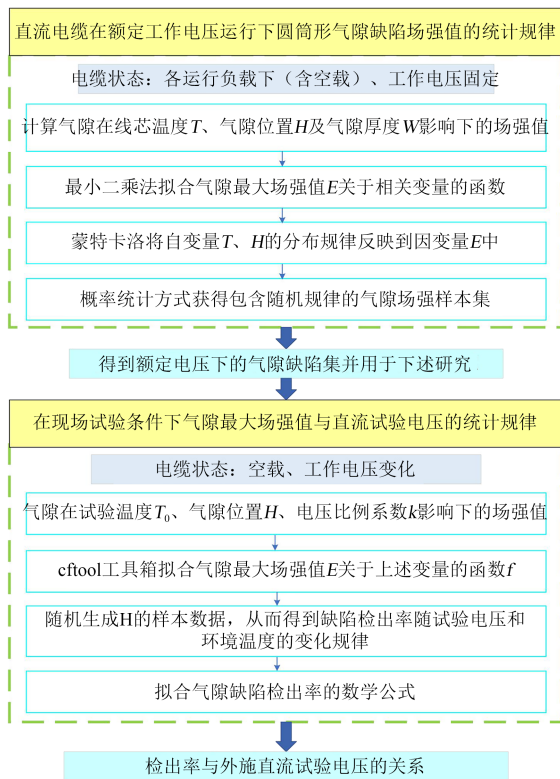 直流电缆在额定工作电压运行下圆筒形气隙缺陷场强值的统计规律
电缆状态：各运行负载下（含空载）、工作电压固定
计算气隙在线芯温度T、气隙位置H及气隙厚度W影响下的场强值
最小二乘法拟合气隙最大场强值E关于相关变量的函数
蒙特卡洛将自变量T、H的分布规律反映到因变量E中
概率统计方式获得包含随机规律的气隙场强样本集
得到额定电压下的气隙缺陷集并用于下述研究
在现场试验条件下气隙最大场强值与直流试验电压的统计规律
电缆状态：空载、工作电压变化
气隙在试验温度T₀、气隙位置H、电压比例系数k影响下的场强值
cftool工具箱拟合气隙最大场强值E关于上述变量的函数f
随机生成H的样本数据，从而得到缺陷检出率随试验电压和
环境温度的变化规律
拟合气隙缺陷检出率的数学公式
检出率与外施直流试验电压的关系